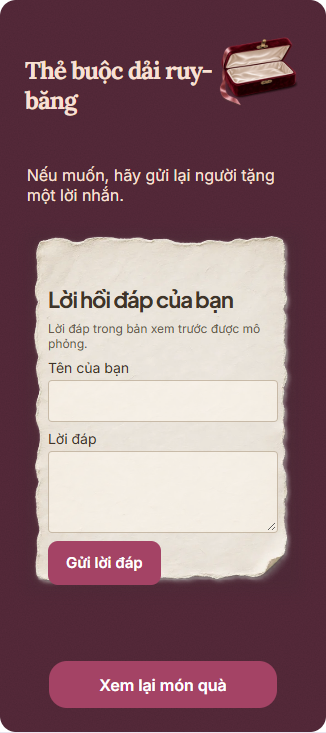 Thẻ buộc dải ruy-
băng
Nếu muốn, hãy gửi lại người tặng
một lời nhắn.
Lời hồi đáp của bạn
Lời đáp trong bản xem trước được mô
phỏng.
Tên của bạn
Lời đáp
Gửi lời đáp
Xem lại món quà